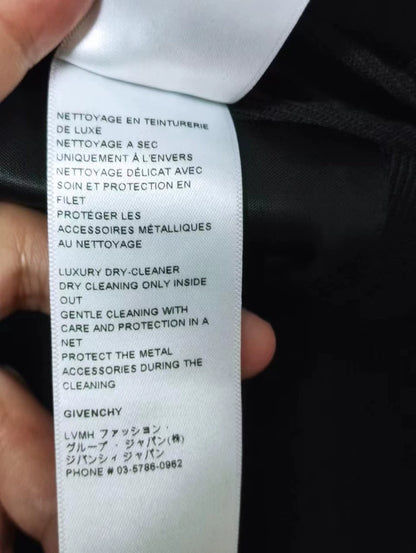 NETTOYAGE EN TEINTURERIE
DE LUXE
NETTOYAGE A SEC
UNIQUEMENT À L'ENVERS
NETTOYAGE DÉLICAT AVEC
SOIN ET PROTECTION EN
FILET
PROTÉGER LES
ACCESSOIRES MÉTALLIQUES
AU NETTOYAGE
LUXURY DRY-CLEANER
DRY CLEANING ONLY INSIDE
OUT
GENTLE CLEANING WITH
CARE AND PROTECTION IN A
NET
PROTECT THE METAL
ACCESSORIES DURING THE
CLEANING
GIVENCHY
LVMH ファッション・
グループ・ジャパン(株)
ジバンシィ ジャパン
PHONE # 03-5786-0962